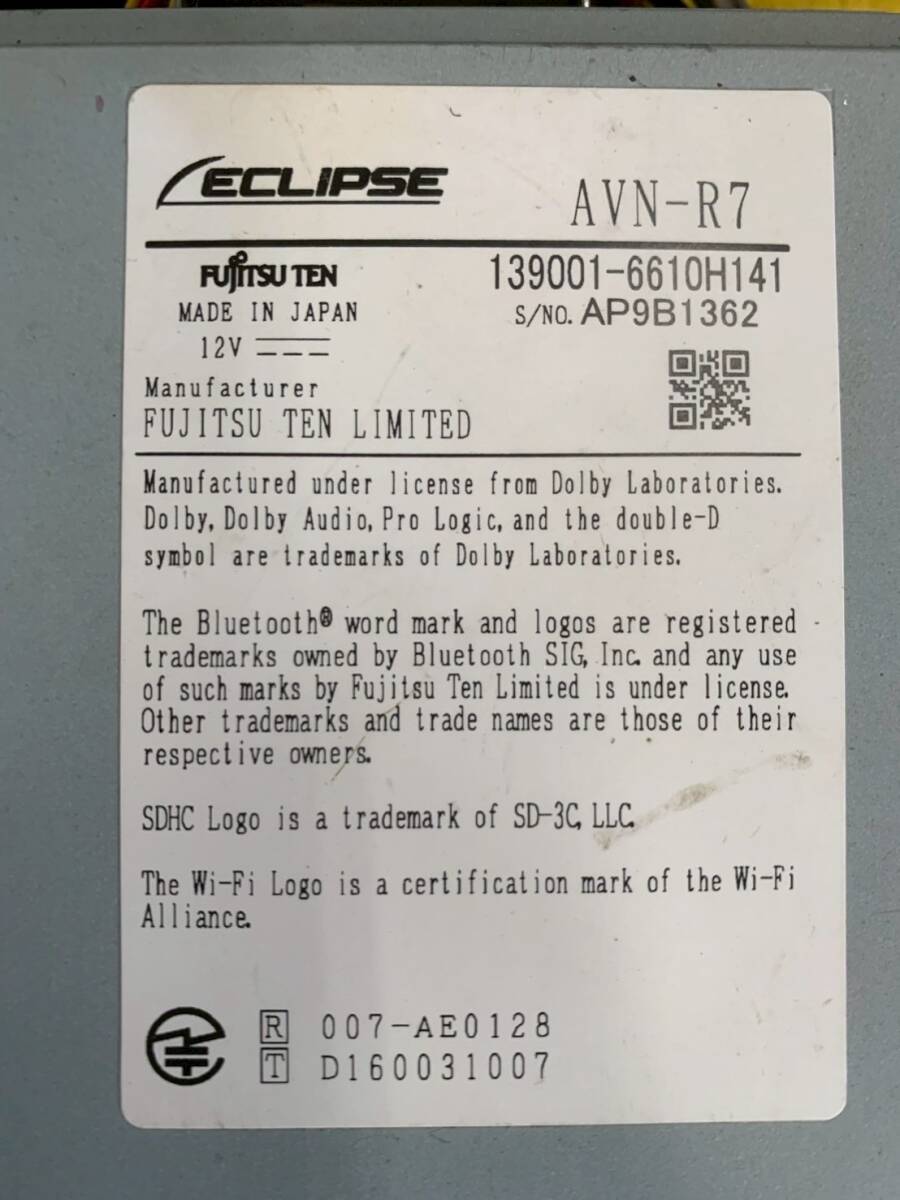 ECLIPSE AVN-R7
FUJITSU TEN 139001-6610H141
MADE IN JAPAN S/NO. AP9B1362
12V
Manufacturer
FUJITSU TEN LIMITED
Manufactured under license from Dolby Laboratories.
Dolby, Dolby Audio, Pro Logic, and the double-D
symbol are trademarks of Dolby Laboratories.
The Bluetooth® word mark and logos are registered
trademarks owned by Bluetooth SIG, Inc. and any use
of such marks by Fujitsu Ten Limited is under license.
Other trademarks and trade names are those of their
respective owners.
SDHC Logo is a trademark of SD-3C, LLC.
The Wi-Fi Logo is a certification mark of the Wi-Fi
Alliance.
R 007-AE0128
T D160031007